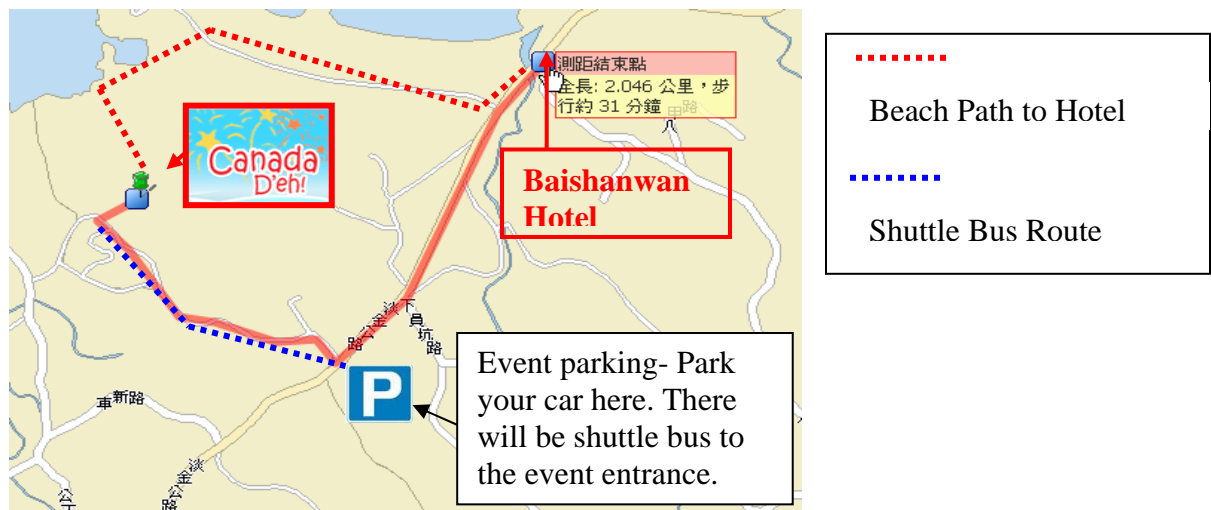 測距結束點
全長: 2.046 公里，步
行約 31 分鐘
甲路
八
Canada
D'eh!
Baishanwan
Hotel
淡金公路
下員坑路
P
Event parking- Park
your car here. There
will be shuttle bus to
the event entrance.
車新路
淡金公路
Beach Path to Hotel
Shuttle Bus Route